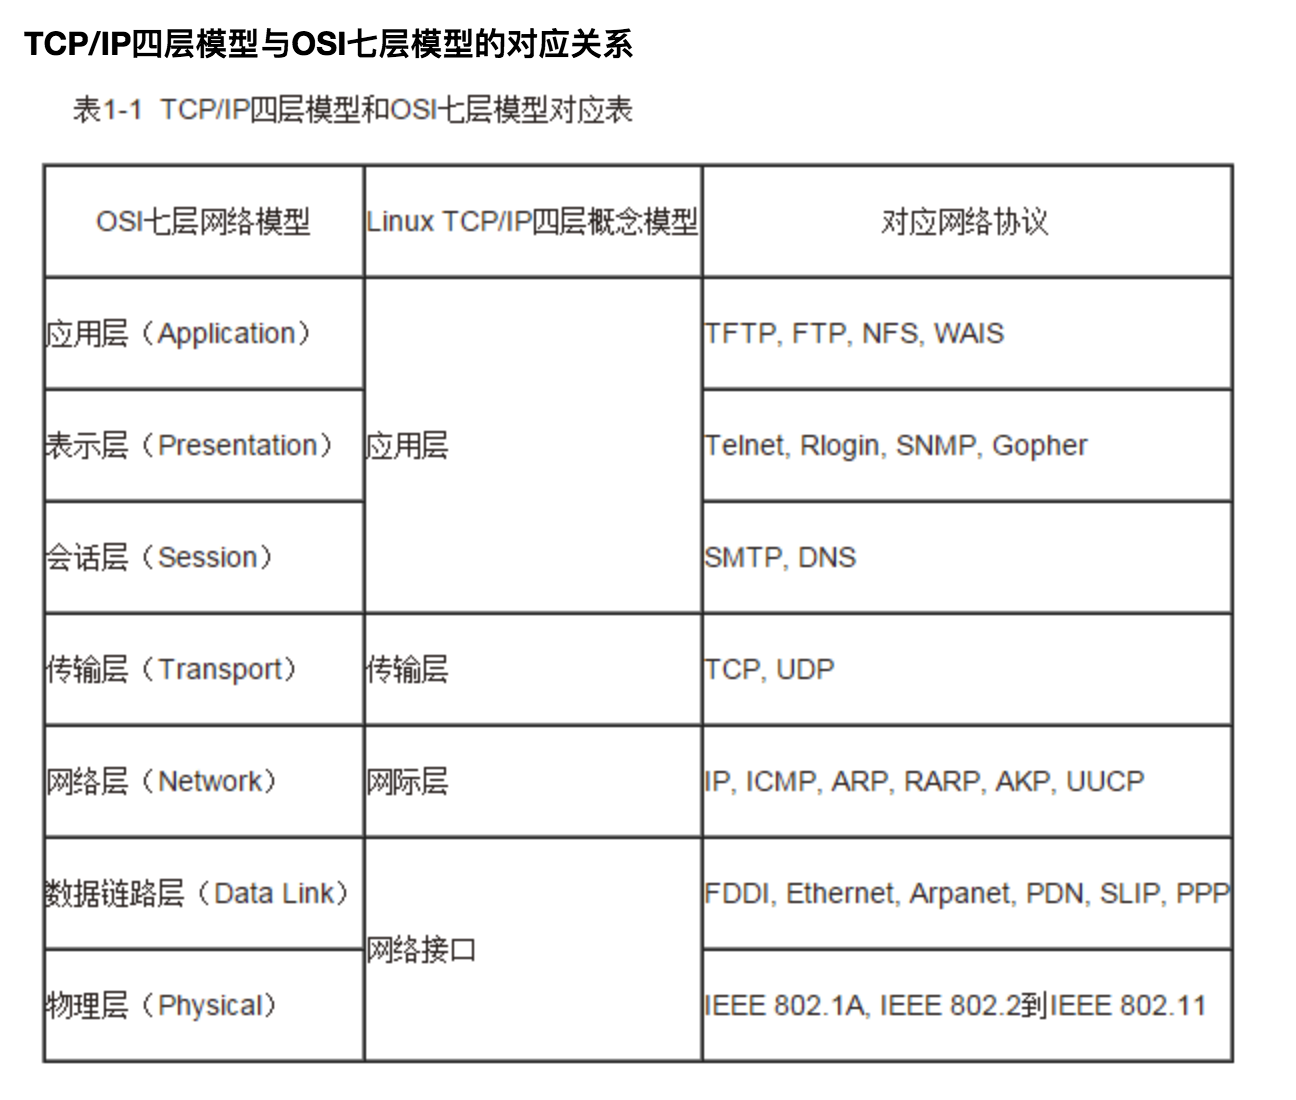 TCP/IP四层模型与OSI七层模型的对应关系
表1-1 TCP/IP四层模型和OSI七层模型对应表
OSI七层网络模型 Linux TCP/IP四层概念模型 对应网络协议
应用层（Application） TFTP, FTP, NFS, WAIS
表示层（Presentation） 应用层 Telnet, Rlogin, SNMP, Gopher
会话层（Session） SMTP, DNS
传输层（Transport） 传输层 TCP, UDP
网络层（Network） 网际层 IP, ICMP, ARP, RARP, AKP, UUCP
数据链路层（Data Link） FDDI, Ethernet, Arpanet, PDN, SLIP, PPP
网络接口
物理层（Physical） IEEE 802.1A, IEEE 802.2到IEEE 802.11